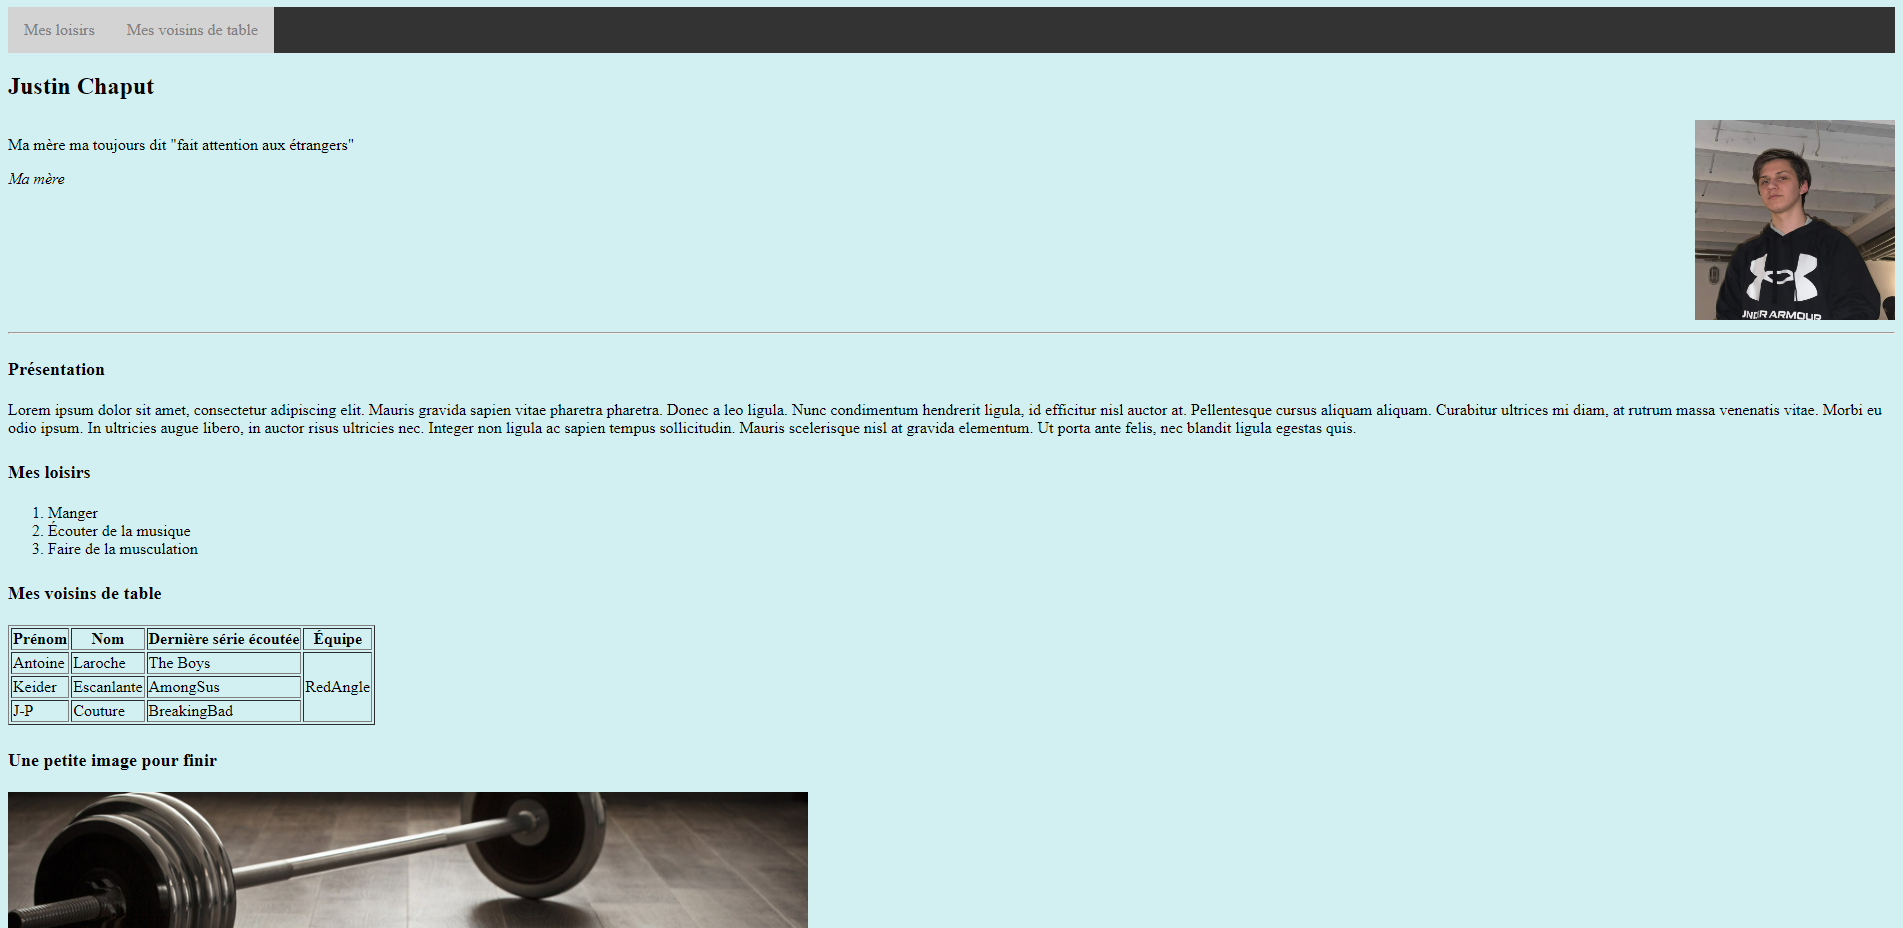 Mes loisirs Mes voisins de table
Justin Chaput
Ma mère ma toujours dit "fait attention aux étrangers"
Ma mère
UNDER ARMOUR
Présentation
Lorem ipsum dolor sit amet, consectetur adipiscing elit. Mauris gravida sapien vitae pharetra pharetra. Donec a leo ligula. Nunc condimentum hendrerit ligula, id efficitur nisl auctor at. Pellentesque cursus aliquam aliquam. Curabitur ultrices mi diam, at rutrum massa venenatis vitae. Morbi eu
odio ipsum. In ultricies augue libero, in auctor risus ultricies nec. Integer non ligula ac sapien tempus sollicitudin. Mauris scelerisque nisl at gravida elementum. Ut porta ante felis, nec blandit ligula egestas quis.
Mes loisirs
1. Manger
2. Écouter de la musique
3. Faire de la musculation
Mes voisins de table
Prénom Nom Dernière série écoutée Équipe
Antoine Laroche The Boys
Keider Escanlante AmongSus RedAngle
J-P Couture BreakingBad
Une petite image pour finir